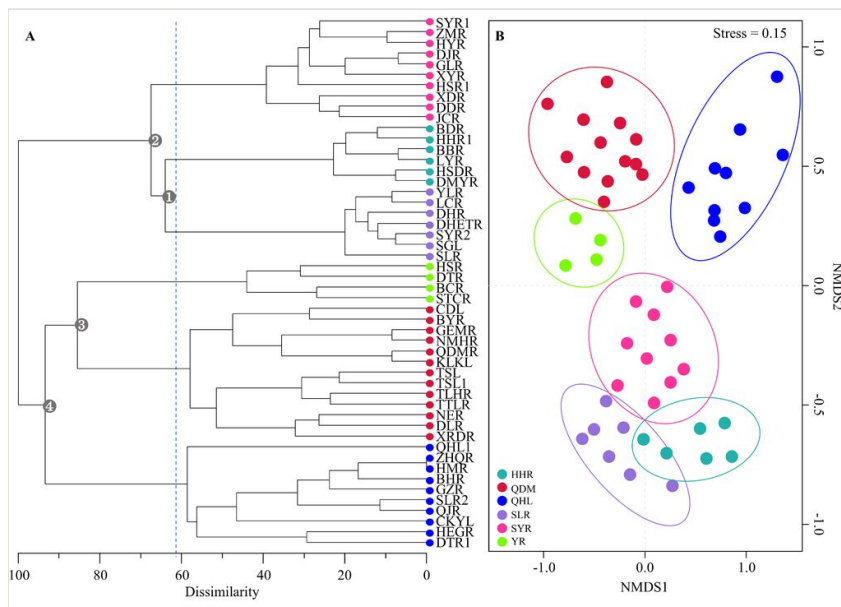 A
SYR1
ZMR
HYR
DJR
GLR
XYR
HSR1
XDR
DDR
JCR
BDR
HHR1
BBR
LYR
HSDR
DMYR
YLR
LCR
DHR
DHETR
SYR2
SGL
SLR
HSR
DTR
BCR
STCR
CDL
BYR
GEMR
NMHR
QDMR
KLKL
TSL
TSL1
TLHR
TTLR
NER
DLR
XRDR
QHL1
ZHQR
HMR
BHR
GZR
SLR2
QJR
CKYL
HEGR
DTR1
2
1
3
4
100 80 60 40 20 0
Dissimilarity
B
Stress = 0.15
1.0
0.5
0.0
-0.5
-1.0
NMDS2
HHR
QDM
QHL
SLR
SYR
YR
-1.0 0.0 1.0
NMDS1